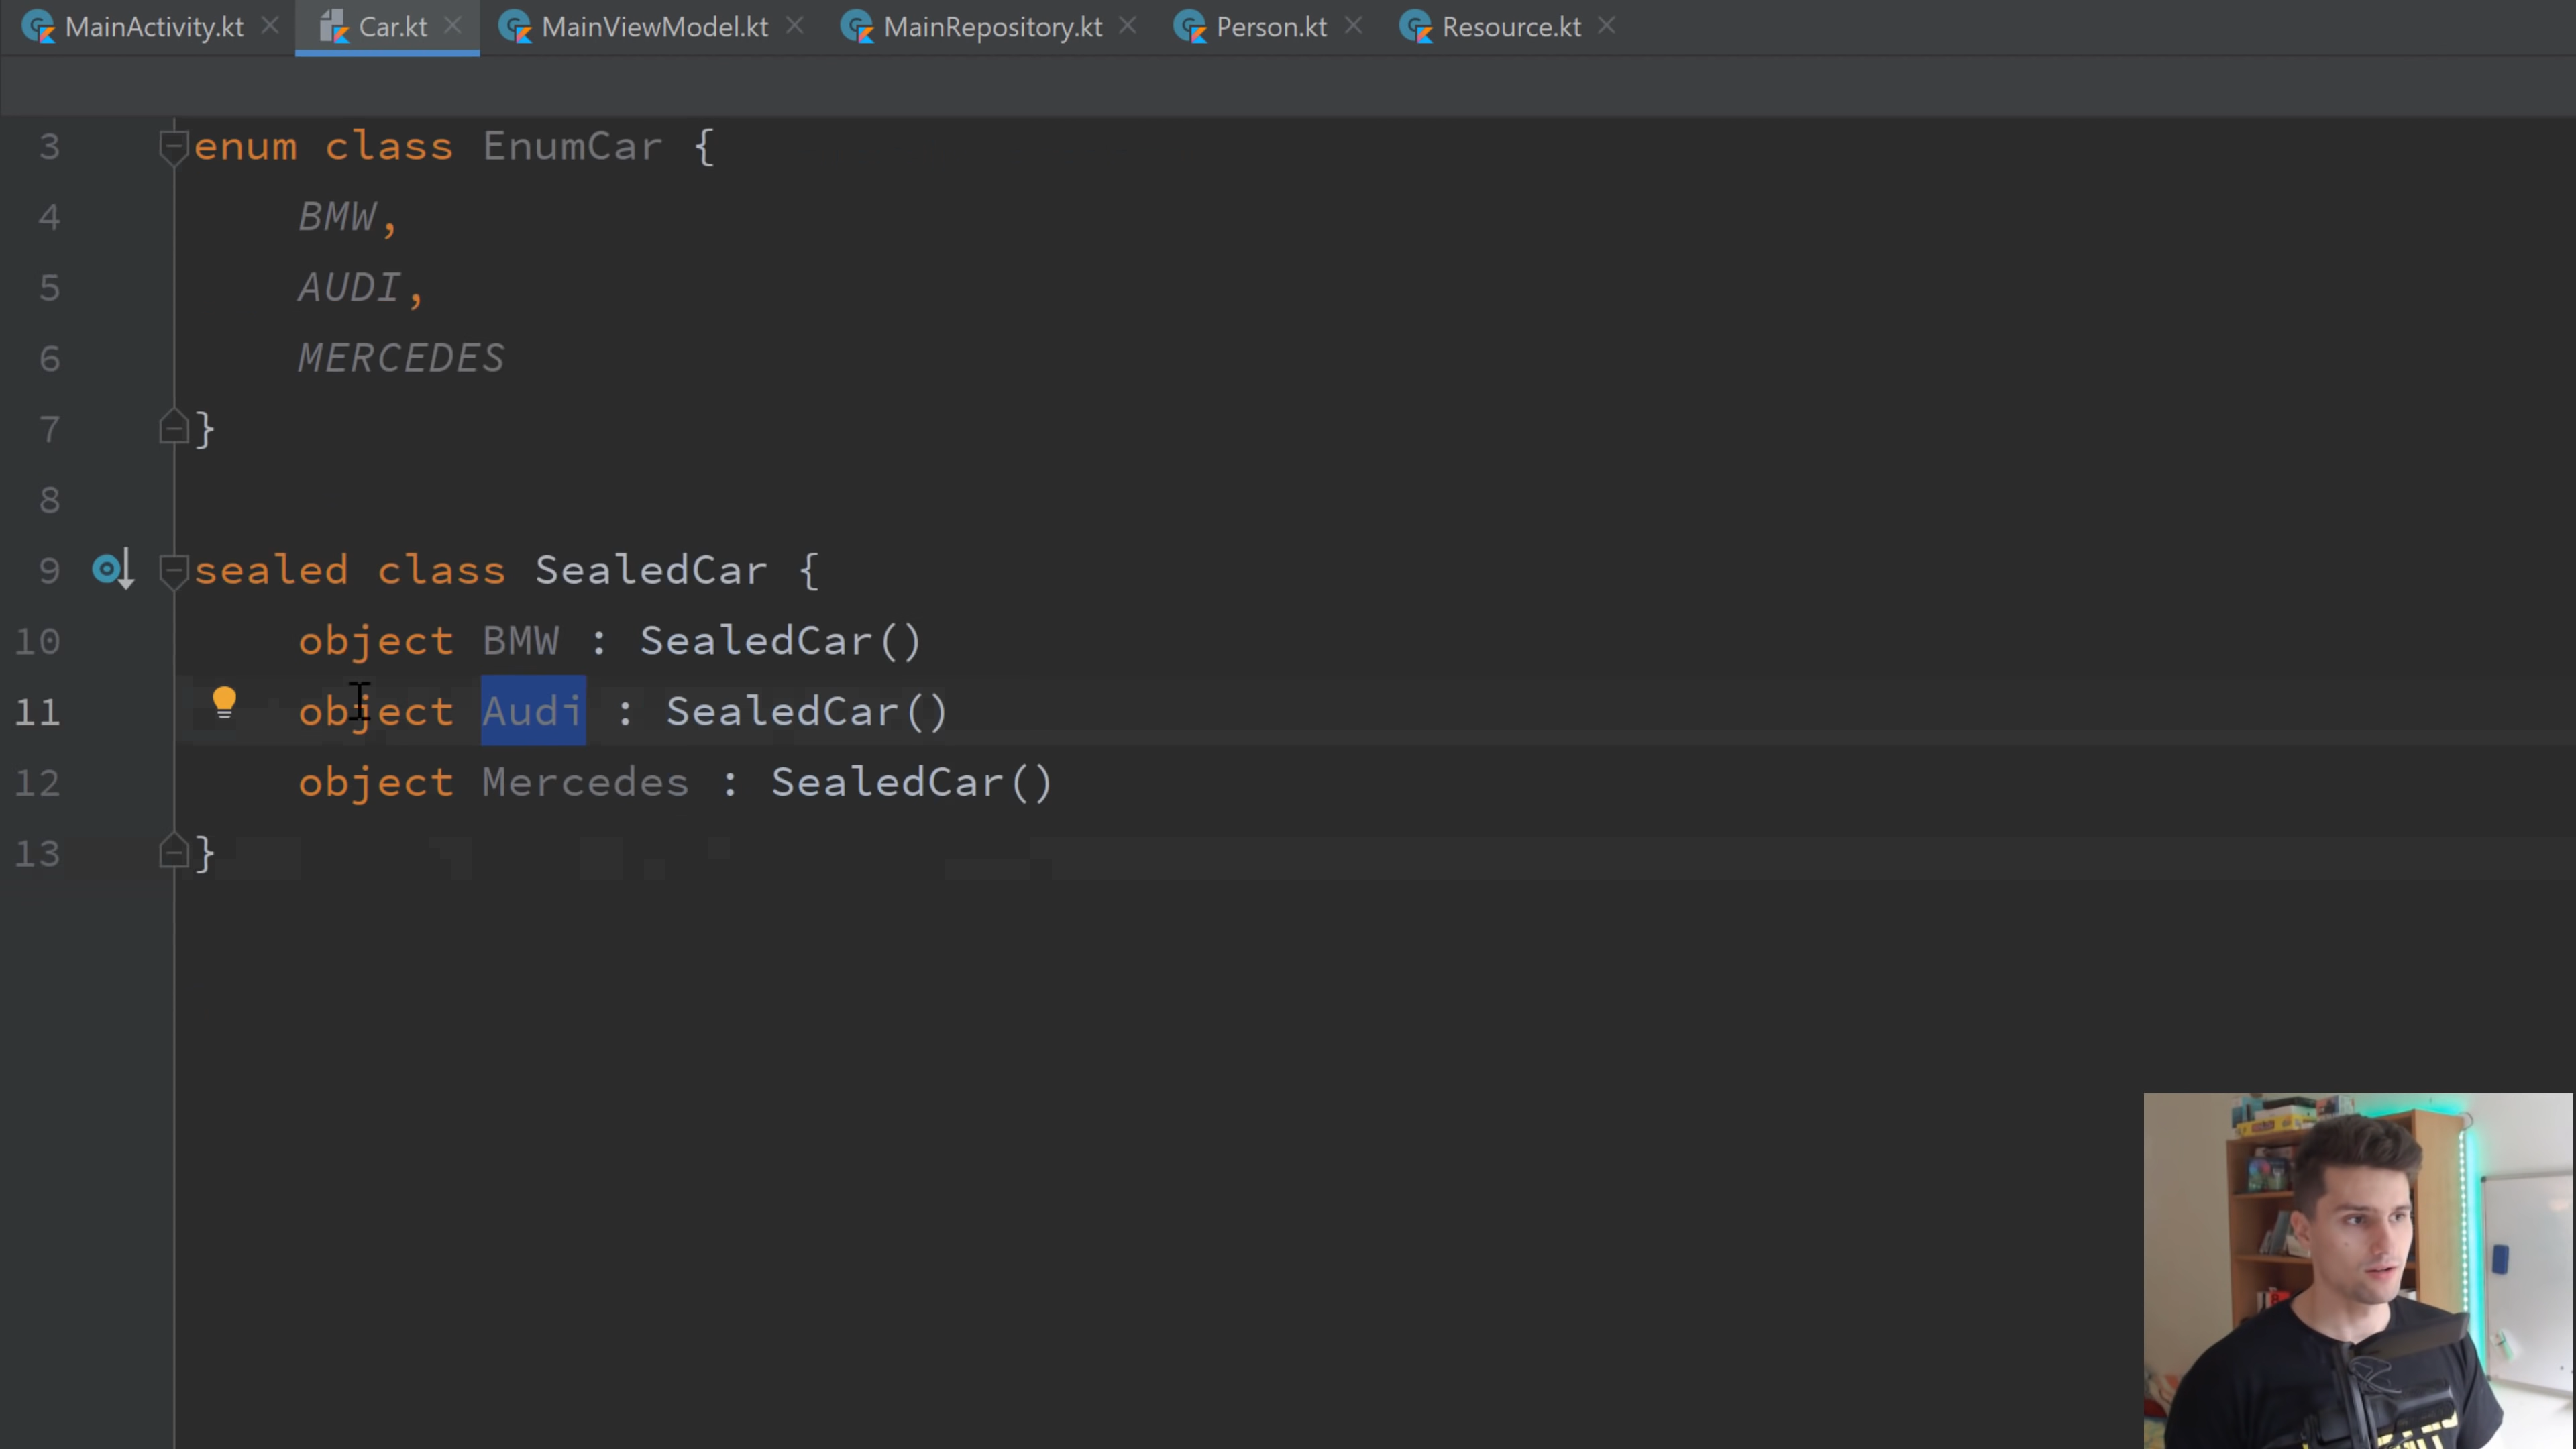 MainActivity.kt Car.kt MainViewModel.kt MainRepository.kt Person.kt Resource.kt
3 enum class EnumCar {
4 BMW,
5 AUDI,
6 MERCEDES
7 }
8
9 sealed class SealedCar {
10 object BMW : SealedCar()
11 object Audi : SealedCar()
12 object Mercedes : SealedCar()
13 }